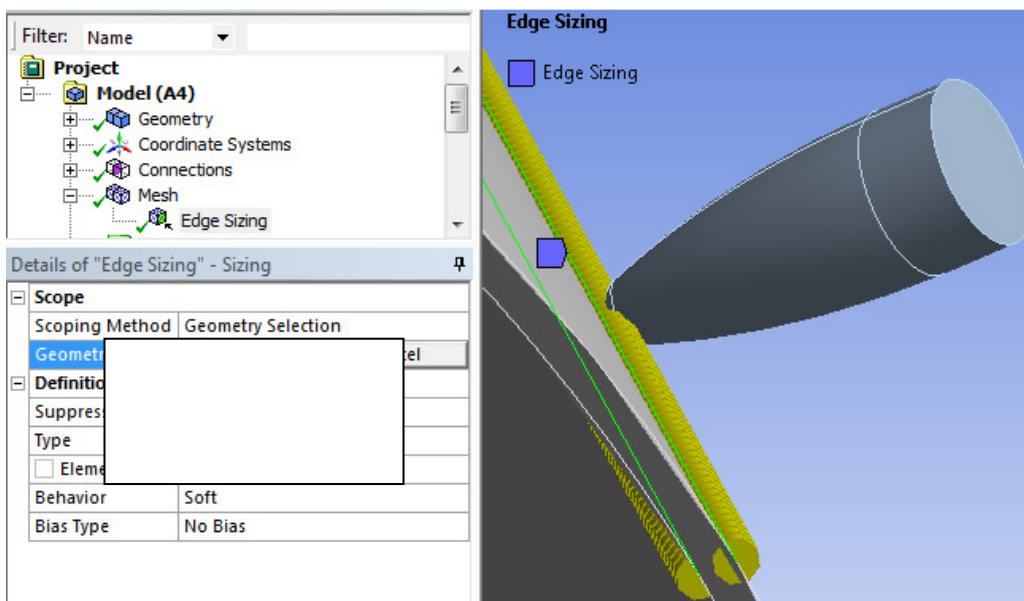 Filter: Name
Project
Model (A4)
Geometry
Coordinate Systems
Connections
Mesh
Edge Sizing
Details of "Edge Sizing" - Sizing
Scope
Scoping Method Geometry Selection
Geometr cel
Definitio
Suppres
Type
Eleme
Behavior Soft
Bias Type No Bias
Edge Sizing
Edge Sizing